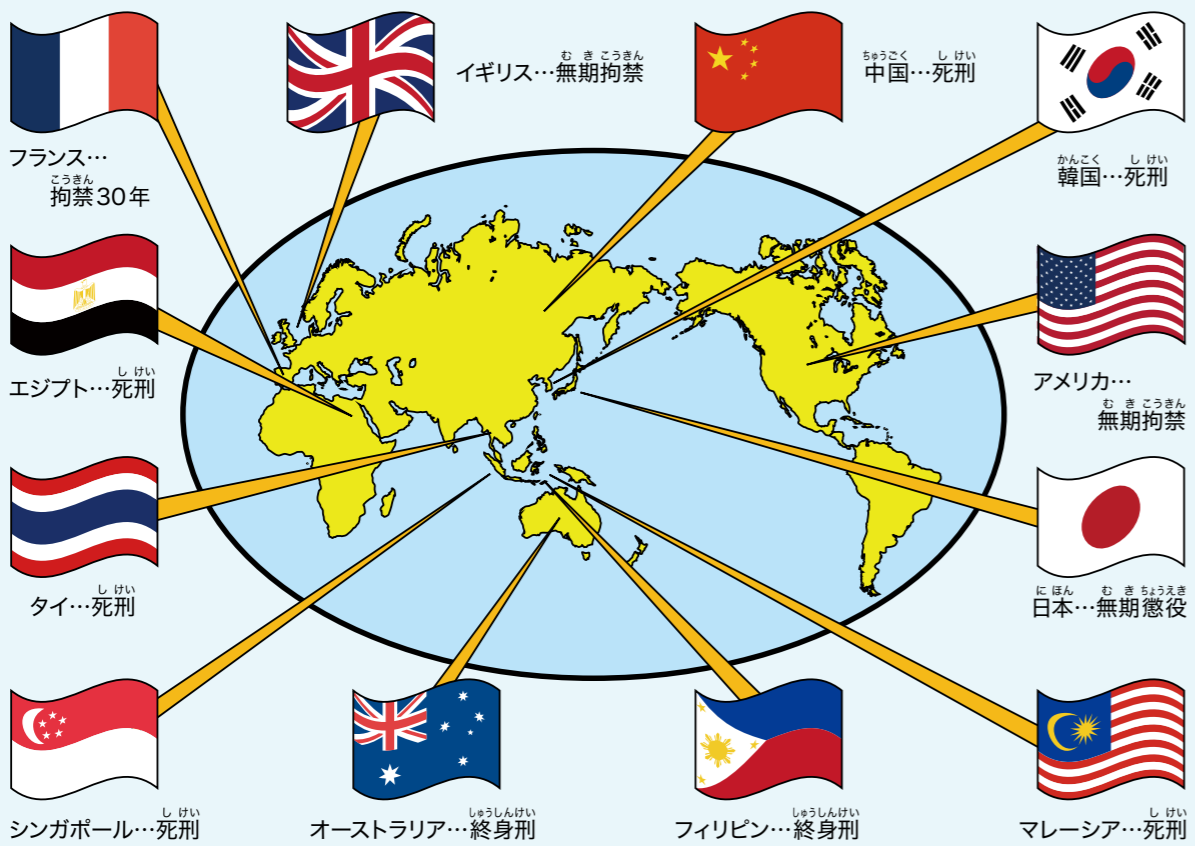 フランス…
拘禁30年
こうきん
イギリス…無期拘禁
む き こうきん
中国…死刑
ちゅうごく し けい
韓国…死刑
かんこく し けい
エジプト…死刑
し けい
アメリカ…
無期拘禁
む き こうきん
タイ…死刑
し けい
日本…無期懲役
に ほん む き ちょうえき
シンガポール…死刑
し けい
オーストラリア…終身刑
しゅうしんけい
フィリピン…終身刑
しゅうしんけい
マレーシア…死刑
し けい